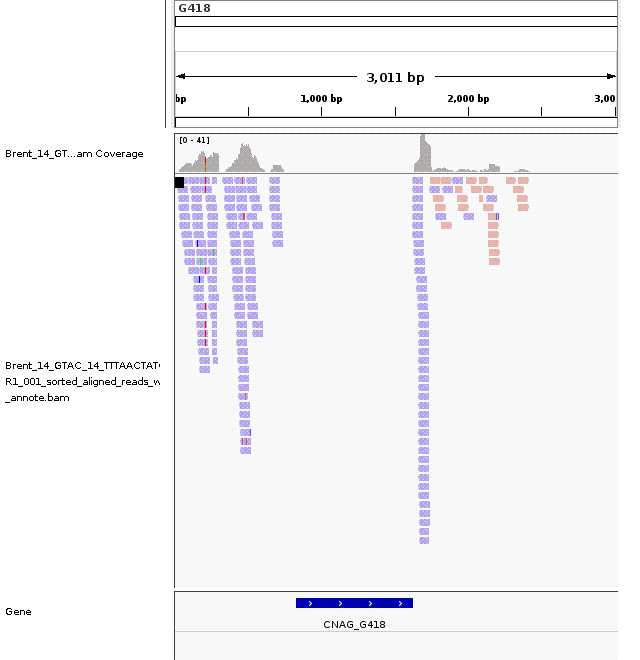 G418
3,011 bp
bp
1,000 bp
2,000 bp
3,00
[0 - 41]
Brent_14_GT...am Coverage
Brent_14_GTAC_14_TTTAACTAT
R1_001_sorted_aligned_reads_w
_annote.bam
Gene
CNAG_G418